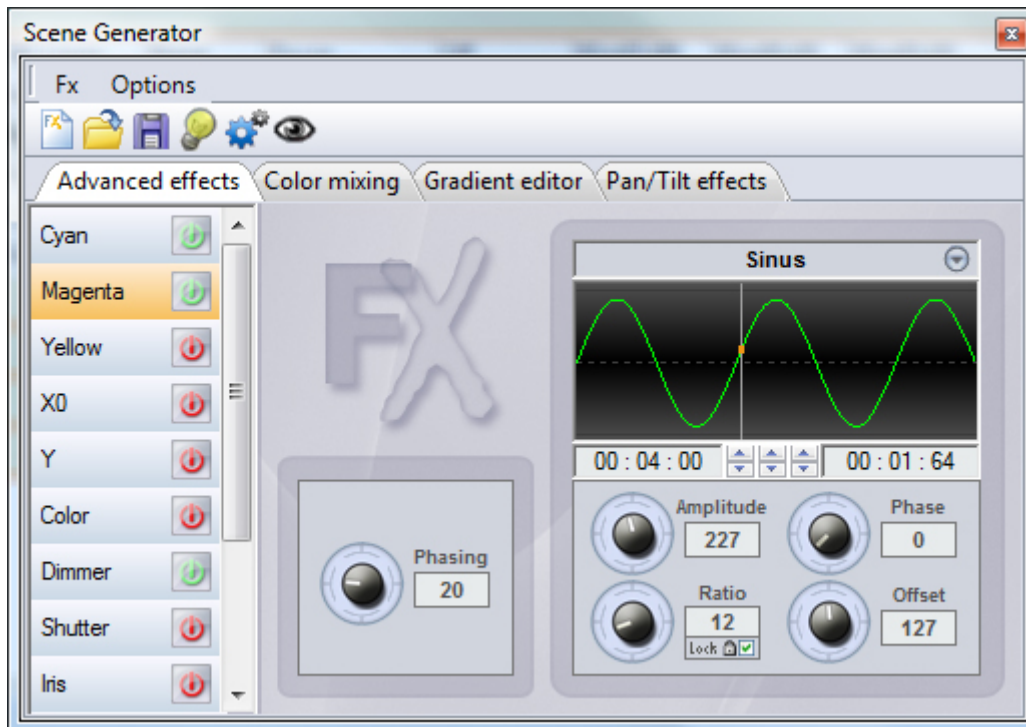 Scene Generator
Fx Options
FX
Advanced effects Color mixing Gradient editor Pan/Tilt effects
Cyan
Magenta
Yellow
X0
Y
Color
Dimmer
Shutter
Iris
FX
Phasing
20
Sinus
00 : 04 : 00 00 : 01 : 64
Amplitude Phase
227 0
Ratio Offset
12 127
Lock